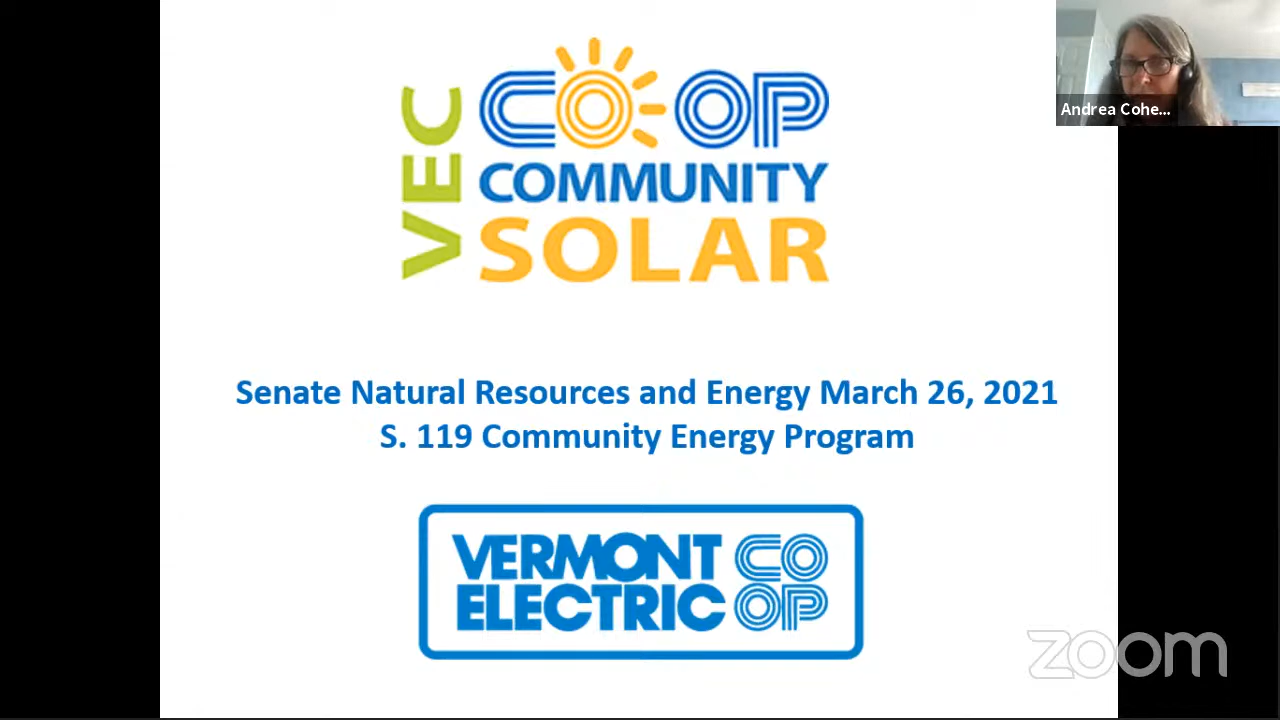 VEC
CO OP
COMMUNITY
SOLAR
Andrea Cohe...
Senate Natural Resources and Energy March 26, 2021
S. 119 Community Energy Program
VERMONT CO
ELECTRIC OP
zoom